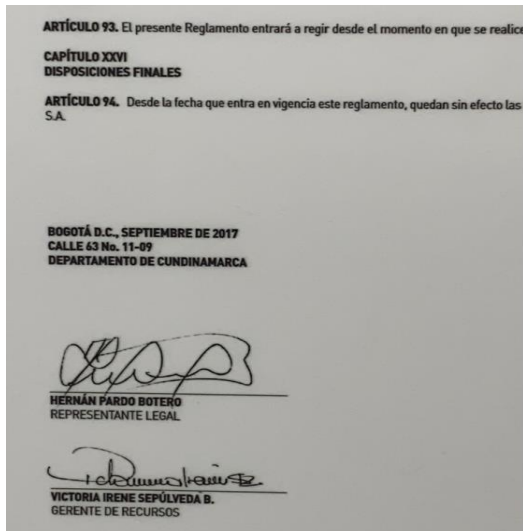 ARTÍCULO 93. El presente Reglamento entrará a regir desde el momento en que se realice
CAPÍTULO XXVI
DISPOSICIONES FINALES
ARTÍCULO 94. Desde la fecha que entra en vigencia este reglamento, quedan sin efecto las
S.A.
BOGOTÁ D.C., SEPTIEMBRE DE 2017
CALLE 63 No. 11-09
DEPARTAMENTO DE CUNDINAMARCA
HERNÁN PARDO BOTERO
REPRESENTANTE LEGAL
VICTORIA IRENE SEPÚLVEDA B.
GERENTE DE RECURSOS